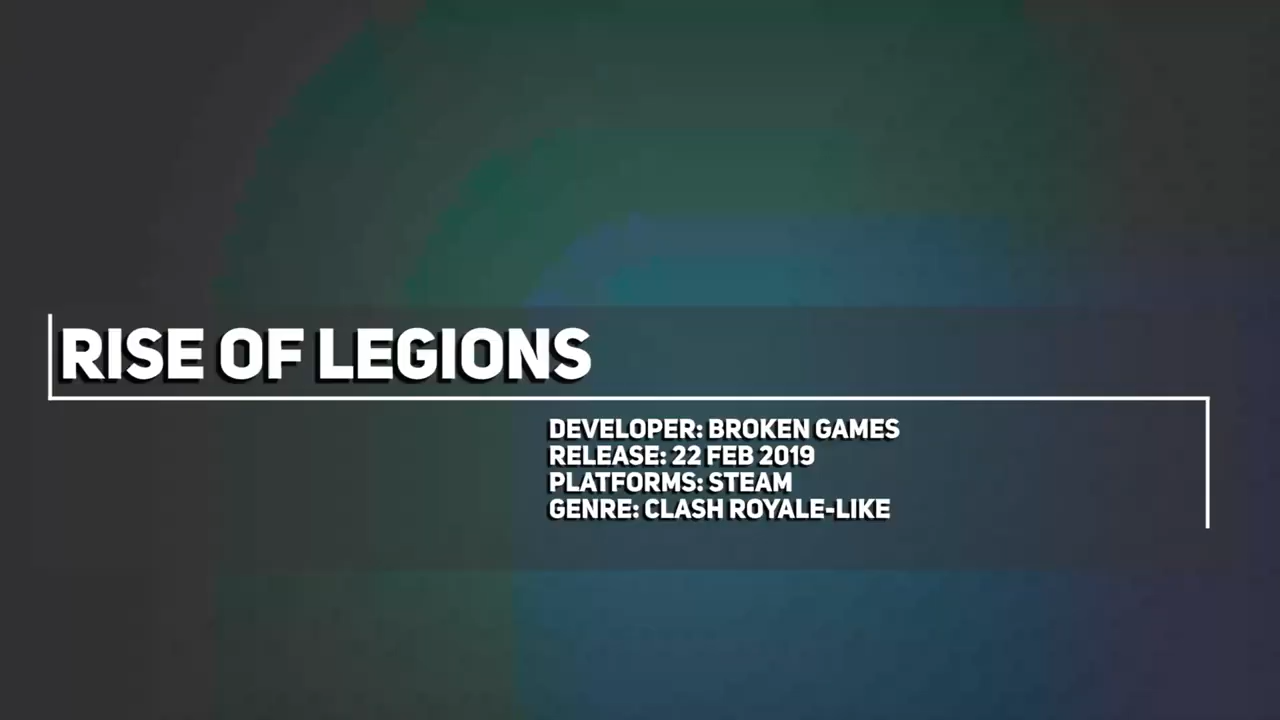 RISE OF LEGIONS
DEVELOPER: BROKEN GAMES
RELEASE: 22 FEB 2019
PLATFORMS: STEAM
GENRE: CLASH ROYALE-LIKE